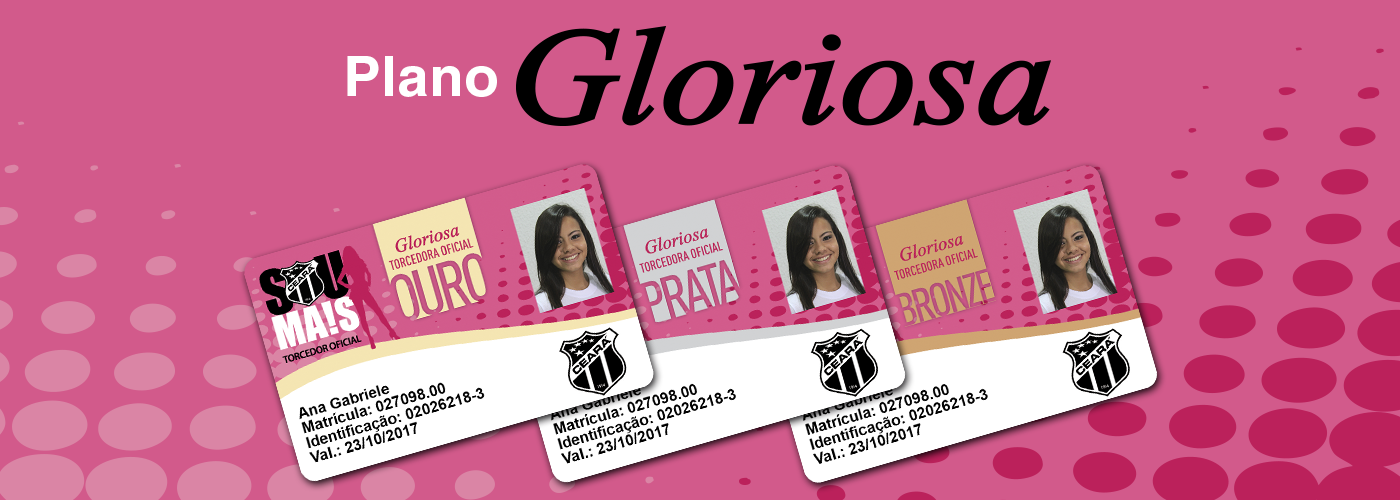 Plano Gloriosa
SOU
MA!S
TORCEDOR OFICIAL
Gloriosa
TORCEDORA OFICIAL
OURO
CEARÁ
Ana Gabriele
Matrícula: 027098.00
Identificação: 02026218-3
Val.: 23/10/2017
Gloriosa
TORCEDORA OFICIAL
PRATA
CEARÁ
Ana Gabriele
Matrícula: 027098.00
Identificação: 02026218-3
Val.: 23/10/2017
Gloriosa
TORCEDORA OFICIAL
BRONZE
CEARÁ
Ana Gabriele
Matrícula: 027098.00
Identificação: 02026218-3
Val.: 23/10/2017